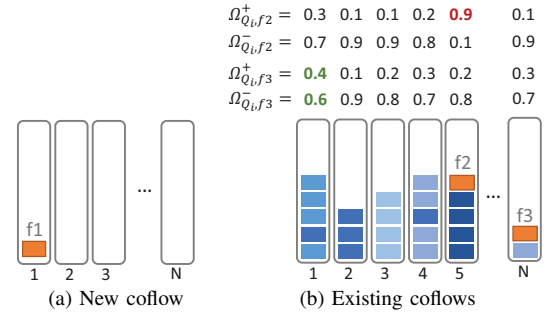 Ω⁺_{Q_i,f2} = 0.3 0.1 0.1 0.2 0.9 0.1
Ω⁻_{Q_i,f2} = 0.7 0.9 0.9 0.8 0.1 0.9
Ω⁺_{Q_i,f3} = 0.4 0.1 0.2 0.3 0.2 0.3
Ω⁻_{Q_i,f3} = 0.6 0.9 0.8 0.7 0.8 0.7
f1
...
1 2 3 N
(a) New coflow
f2
...
f3
1 2 3 4 5 N
(b) Existing coflows